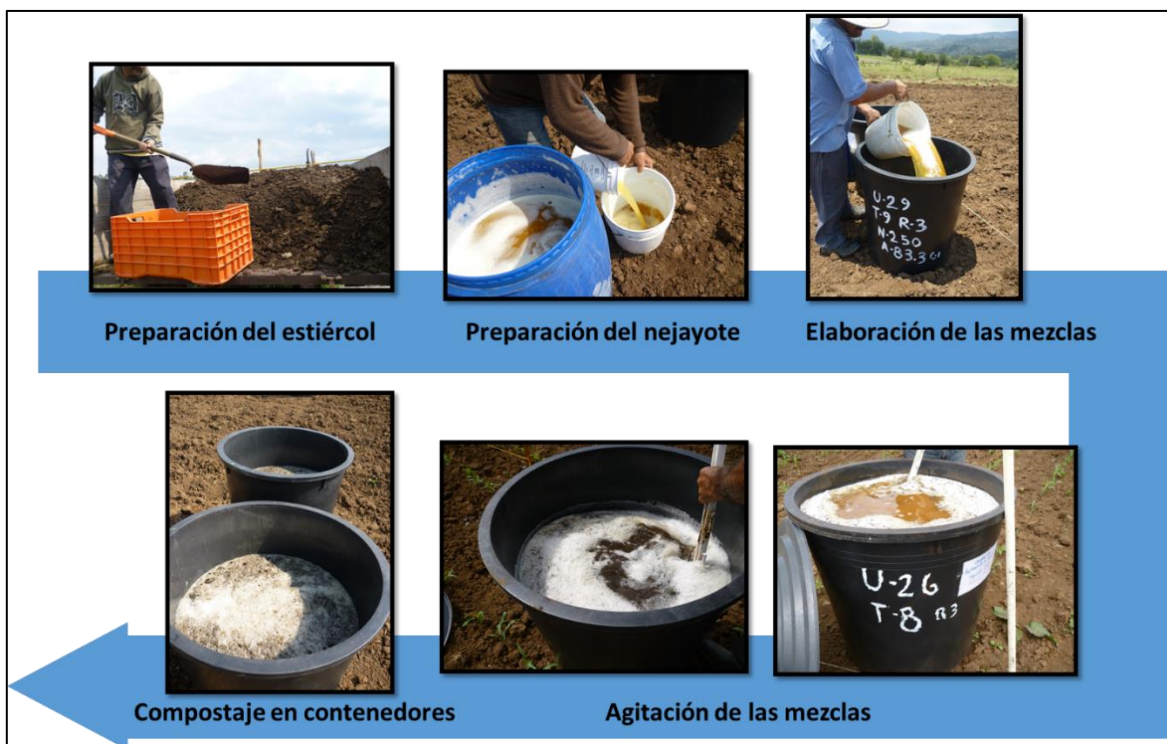 Preparación del estiércol
Preparación del nejayote
Elaboración de las mezclas
U-29
T-9 R-3
N-250
A-83.3
U-26
T-8 R3
Compostaje en contenedores
Agitación de las mezclas